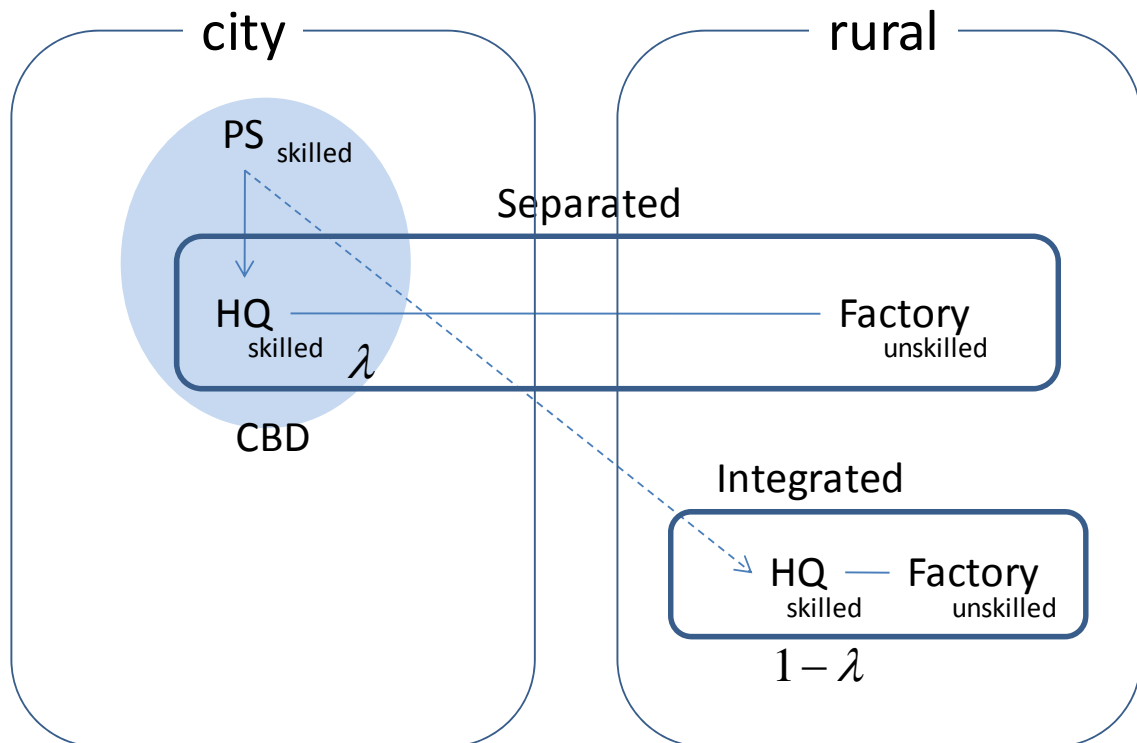 city
rural
PS skilled
Separated
HQ
Factory
skilled
unskilled
λ
CBD
Integrated
HQ
Factory
skilled
unskilled
1 − λ